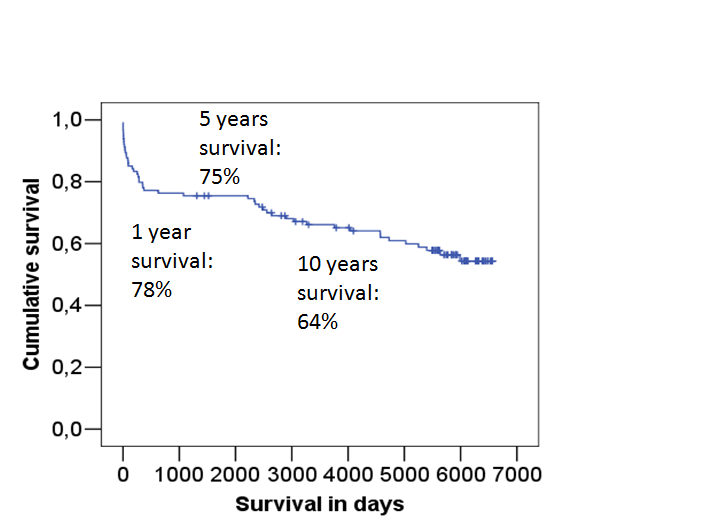 5 years
survival:
75%
1 year
survival:
78%
10 years
survival:
64%
Cumulative survival
1,0
0,8
0,6
0,4
0,2
0,0
0 1000 2000 3000 4000 5000 6000 7000
Survival in days